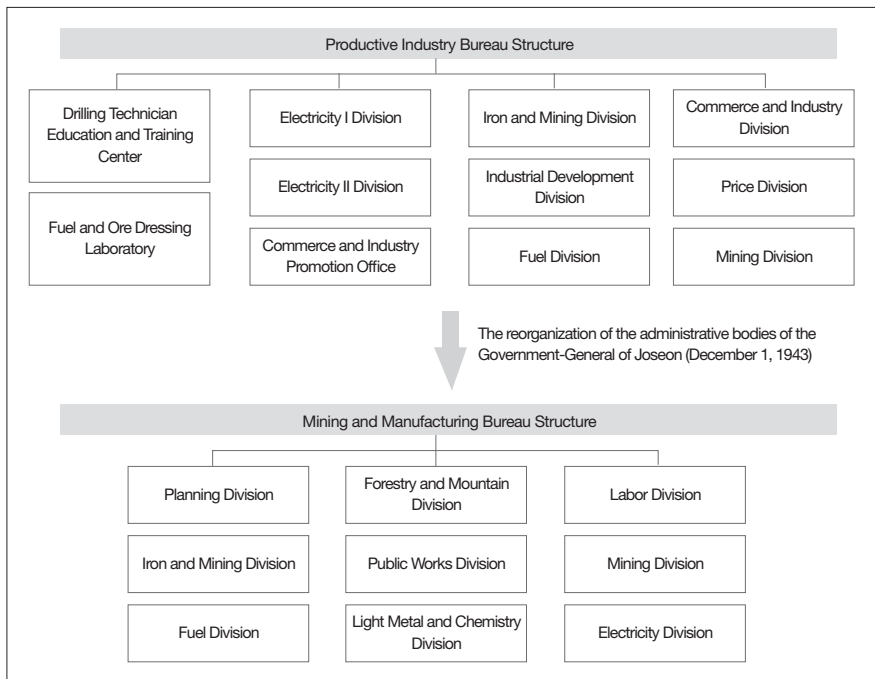 Productive Industry Bureau Structure
Drilling Technician
Education and Training
Center
Fuel and Ore Dressing
Laboratory
Electricity I Division
Electricity II Division
Commerce and Industry
Promotion Office
Iron and Mining Division
Industrial Development
Division
Fuel Division
Commerce and Industry
Division
Price Division
Mining Division
The reorganization of the administrative bodies of the
Government-General of Joseon (December 1, 1943)
Mining and Manufacturing Bureau Structure
Planning Division
Iron and Mining Division
Fuel Division
Forestry and Mountain
Division
Public Works Division
Light Metal and Chemistry
Division
Labor Division
Mining Division
Electricity Division